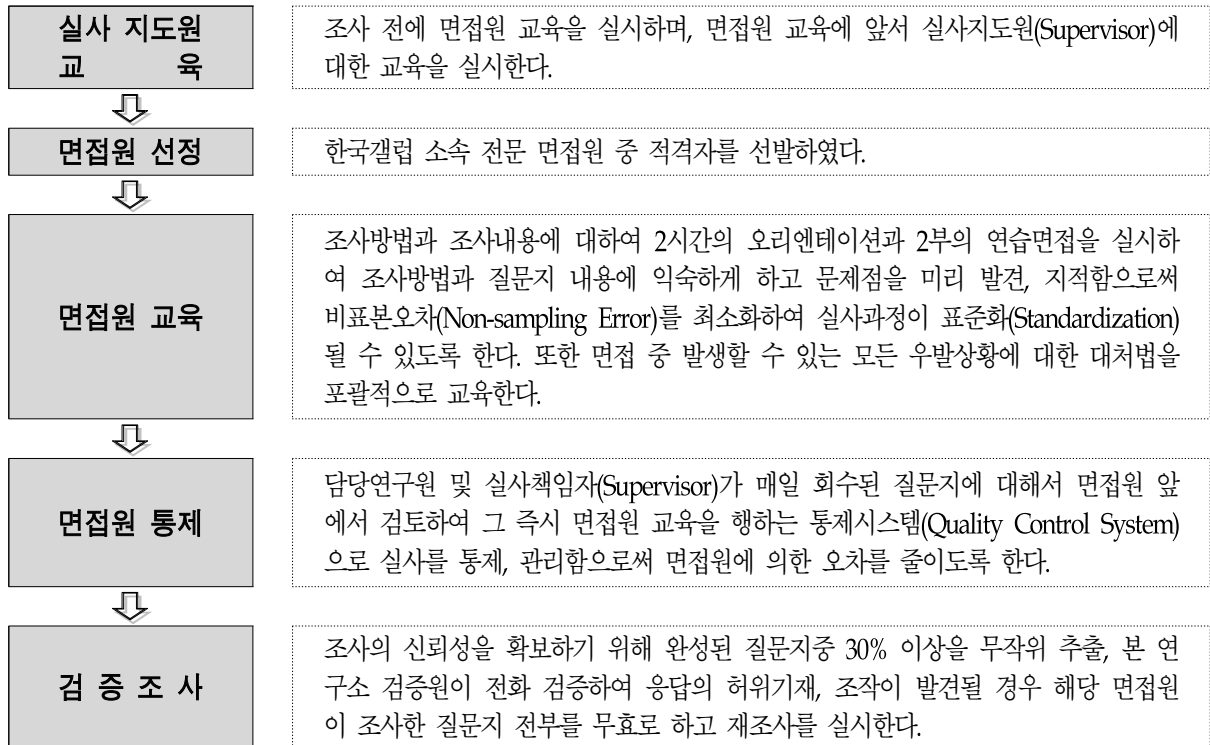 실사 지도원
교 육
조사 전에 면접원 교육을 실시하며, 면접원 교육에 앞서 실사지도원(Supervisor)에
대한 교육을 실시한다.
면접원 선정
한국갤럽 소속 전문 면접원 중 적격자를 선발하였다.
면접원 교육
조사방법과 조사내용에 대하여 2시간의 오리엔테이션과 2부의 연습면접을 실시하
여 조사방법과 질문지 내용에 익숙하게 하고 문제점을 미리 발견, 지적함으로써
비표본오차(Non-sampling Error)를 최소화하여 실사과정이 표준화(Standardization)
될 수 있도록 한다. 또한 면접 중 발생할 수 있는 모든 우발상황에 대한 대처법을
포괄적으로 교육한다.
면접원 통제
담당연구원 및 실사책임자(Supervisor)가 매일 회수된 질문지에 대해서 면접원 앞
에서 검토하여 그 즉시 면접원 교육을 행하는 통제시스템(Quality Control System)
으로 실사를 통제, 관리함으로써 면접원에 의한 오차를 줄이도록 한다.
검 증 조 사
조사의 신뢰성을 확보하기 위해 완성된 질문지중 30% 이상을 무작위 추출, 본 연
구소 검증원이 전화 검증하여 응답의 허위기재, 조작이 발견될 경우 해당 면접원
이 조사한 질문지 전부를 무효로 하고 재조사를 실시한다.